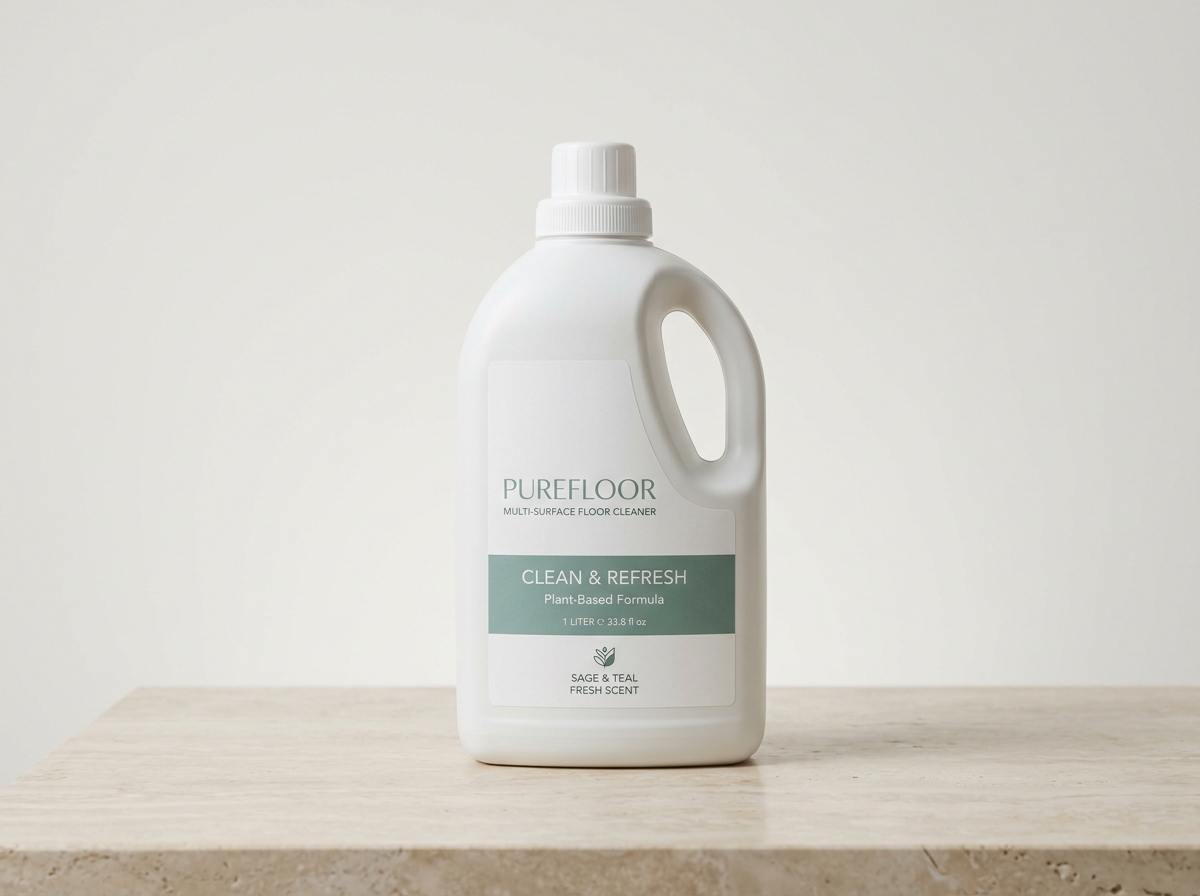 PUREFLOOR
MULTI-SURFACE FLOOR CLEANER
CLEAN & REFRESH
Plant-Based Formula
1 LITER ℮ 33.8 fl oz
SAGE & TEAL
FRESH SCENT